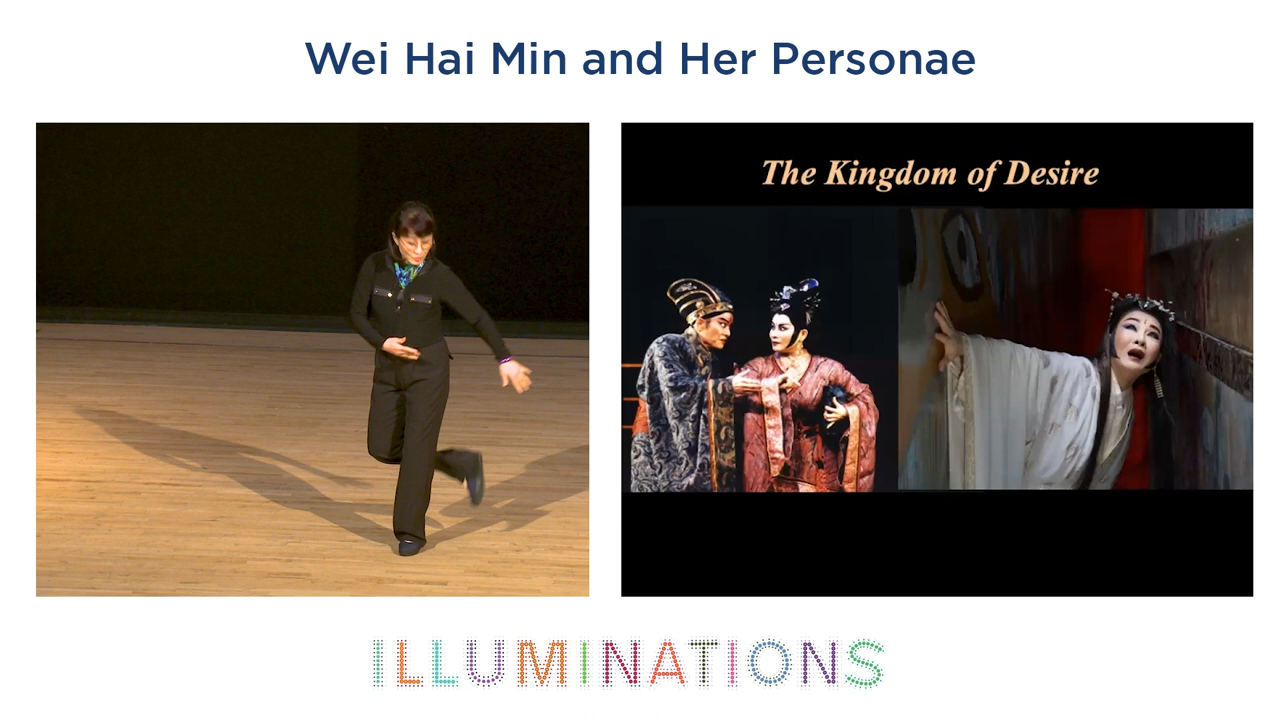 Wei Hai Min and Her Personae
The Kingdom of Desire
ILLUMINATIONS